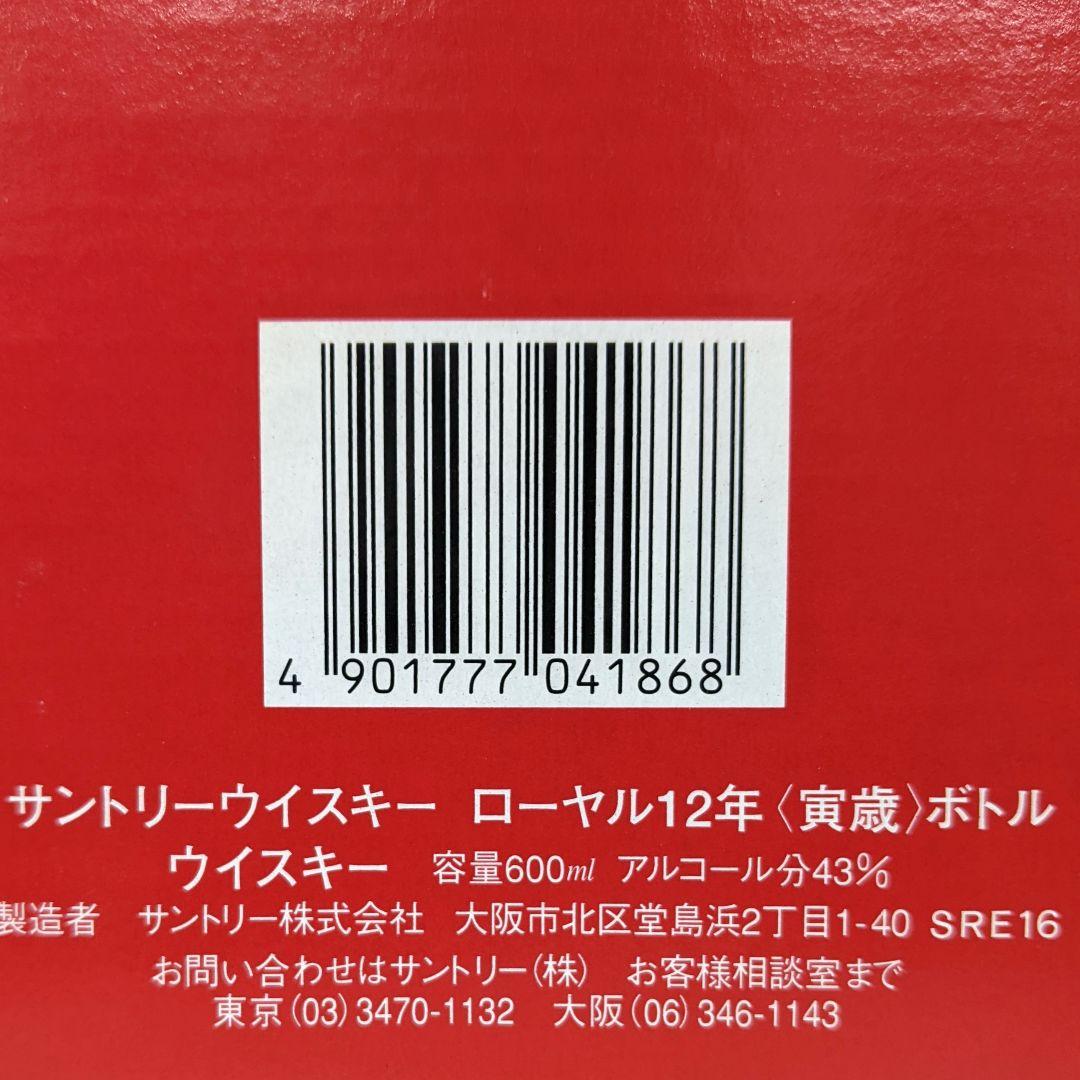 4 901777 041868
サントリーウイスキー ローヤル12年〈寅歳〉ボトル
ウイスキー 容量600ml アルコール分43%
製造者 サントリー株式会社 大阪市北区堂島浜2丁目1-40 SRE16
お問い合わせはサントリー(株) お客様相談室まで
東京(03)3470-1132 大阪(06)346-1143